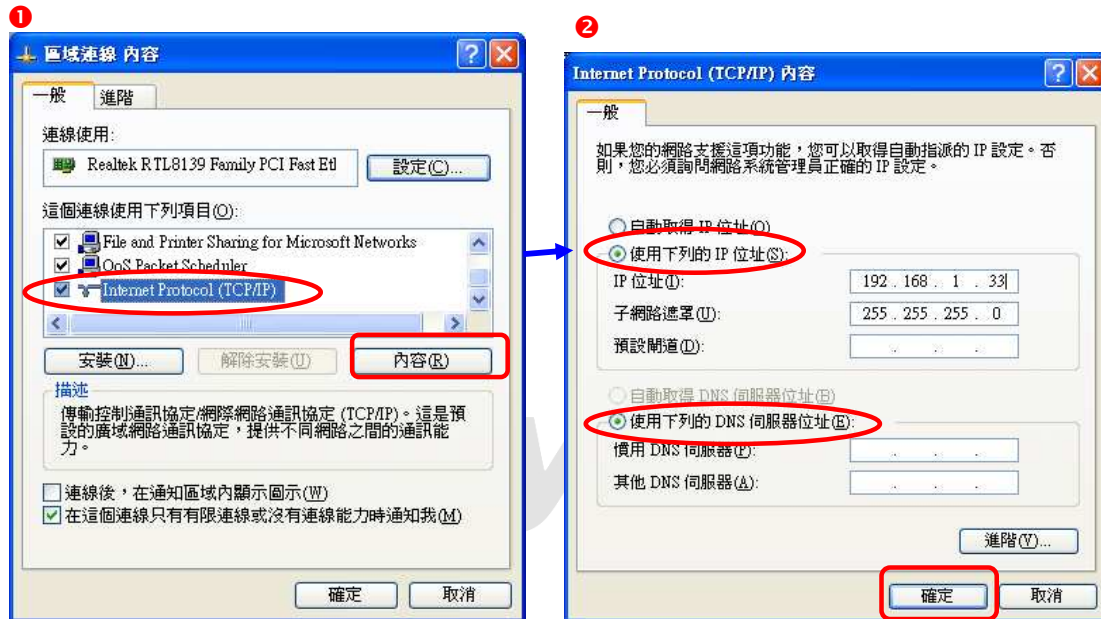 ❶
區域連線 內容
一般
進階
連線使用:
Realtek RTL8139 Family PCI Fast Etl
設定(C)...
這個連線使用下列項目(O):
File and Printer Sharing for Microsoft Networks
QoS Packet Scheduler
Internet Protocol (TCP/IP)
安裝(N)...
解除安裝(U)
內容(R)
描述
傳輸控制通訊協定/網際網路通訊協定 (TCP/IP)。這是預
設的廣域網路通訊協定，提供不同網路之間的通訊能
力。
連線後，在通知區域內顯示圖示(W)
在這個連線只有有限連線或沒有連線能力時通知我(M)
確定
取消
❷
Internet Protocol (TCP/IP) 內容
一般
如果您的網路支援這項功能，您可以取得自動指派的 IP 設定。否
則，您必須詢問網路系統管理員正確的 IP 設定。
自動取得 IP 位址(O)
使用下列的 IP 位址(S):
IP 位址(I):
192 . 168 . 1 . 33
子網路遮罩(U):
255 . 255 . 255 . 0
預設閘道(D):
自動取得 DNS 伺服器位址(B)
使用下列的 DNS 伺服器位址(E):
慣用 DNS 伺服器(P):
其他 DNS 伺服器(A):
進階(V)...
確定
取消